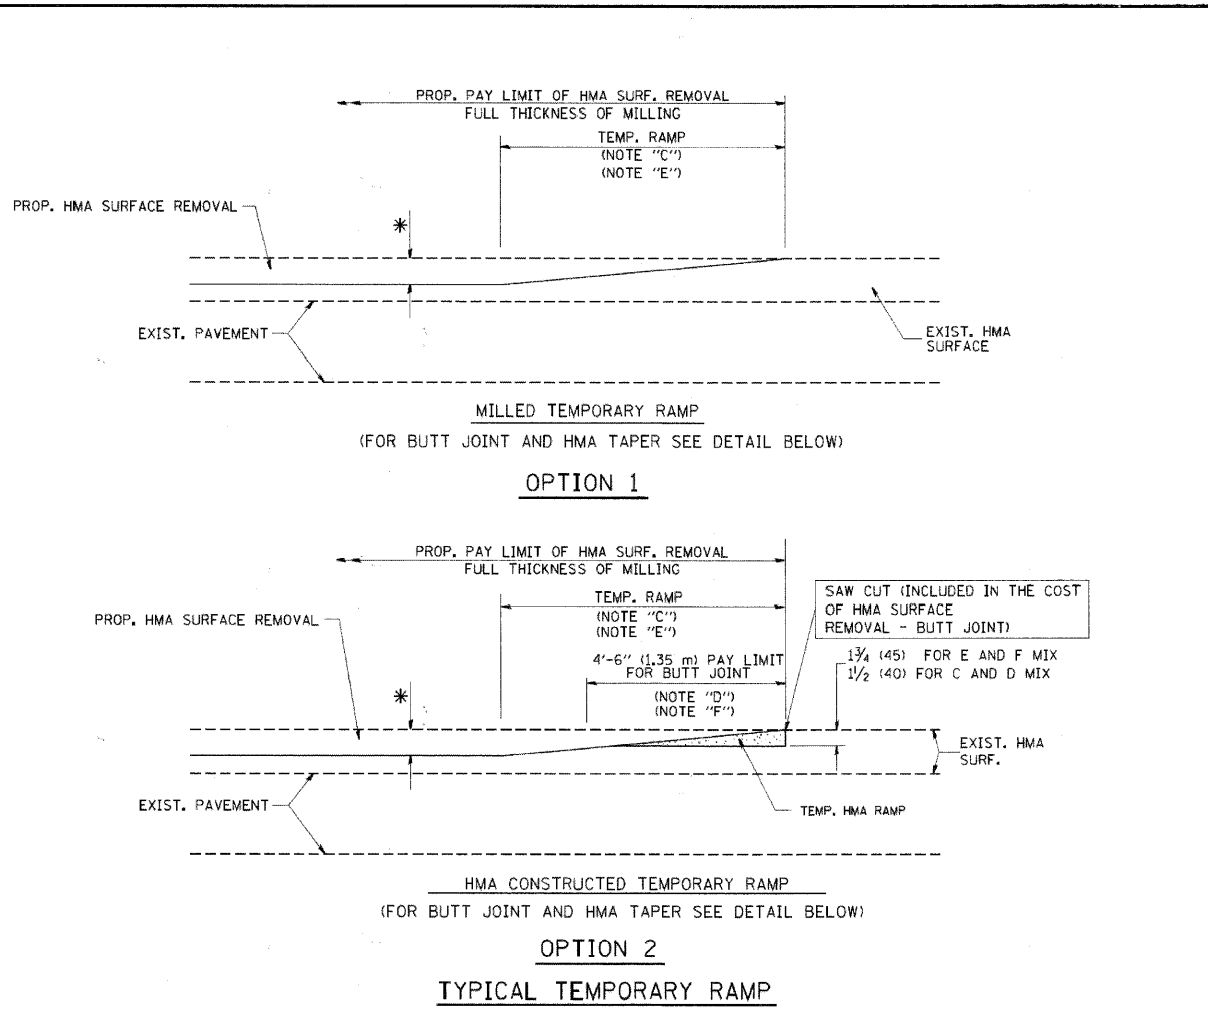 PROP. PAY LIMIT OF HMA SURF. REMOVAL
FULL THICKNESS OF MILLING
TEMP. RAMP
(NOTE "C")
(NOTE "E")
PROP. HMA SURFACE REMOVAL
*
EXIST. PAVEMENT
EXIST. HMA
SURFACE
MILLED TEMPORARY RAMP
(FOR BUTT JOINT AND HMA TAPER SEE DETAIL BELOW)
OPTION 1
PROP. PAY LIMIT OF HMA SURF. REMOVAL
FULL THICKNESS OF MILLING
TEMP. RAMP
(NOTE "C")
(NOTE "E")
SAW CUT (INCLUDED IN THE COST
OF HMA SURFACE
REMOVAL - BUTT JOINT)
PROP. HMA SURFACE REMOVAL
4'-6" (1.35 m) PAY LIMIT
FOR BUTT JOINT
(NOTE "D")
(NOTE "F")
1¾ (45) FOR E AND F MIX
1½ (40) FOR C AND D MIX
*
EXIST. HMA
SURF.
EXIST. PAVEMENT
TEMP. HMA RAMP
HMA CONSTRUCTED TEMPORARY RAMP
(FOR BUTT JOINT AND HMA TAPER SEE DETAIL BELOW)
OPTION 2
TYPICAL TEMPORARY RAMP